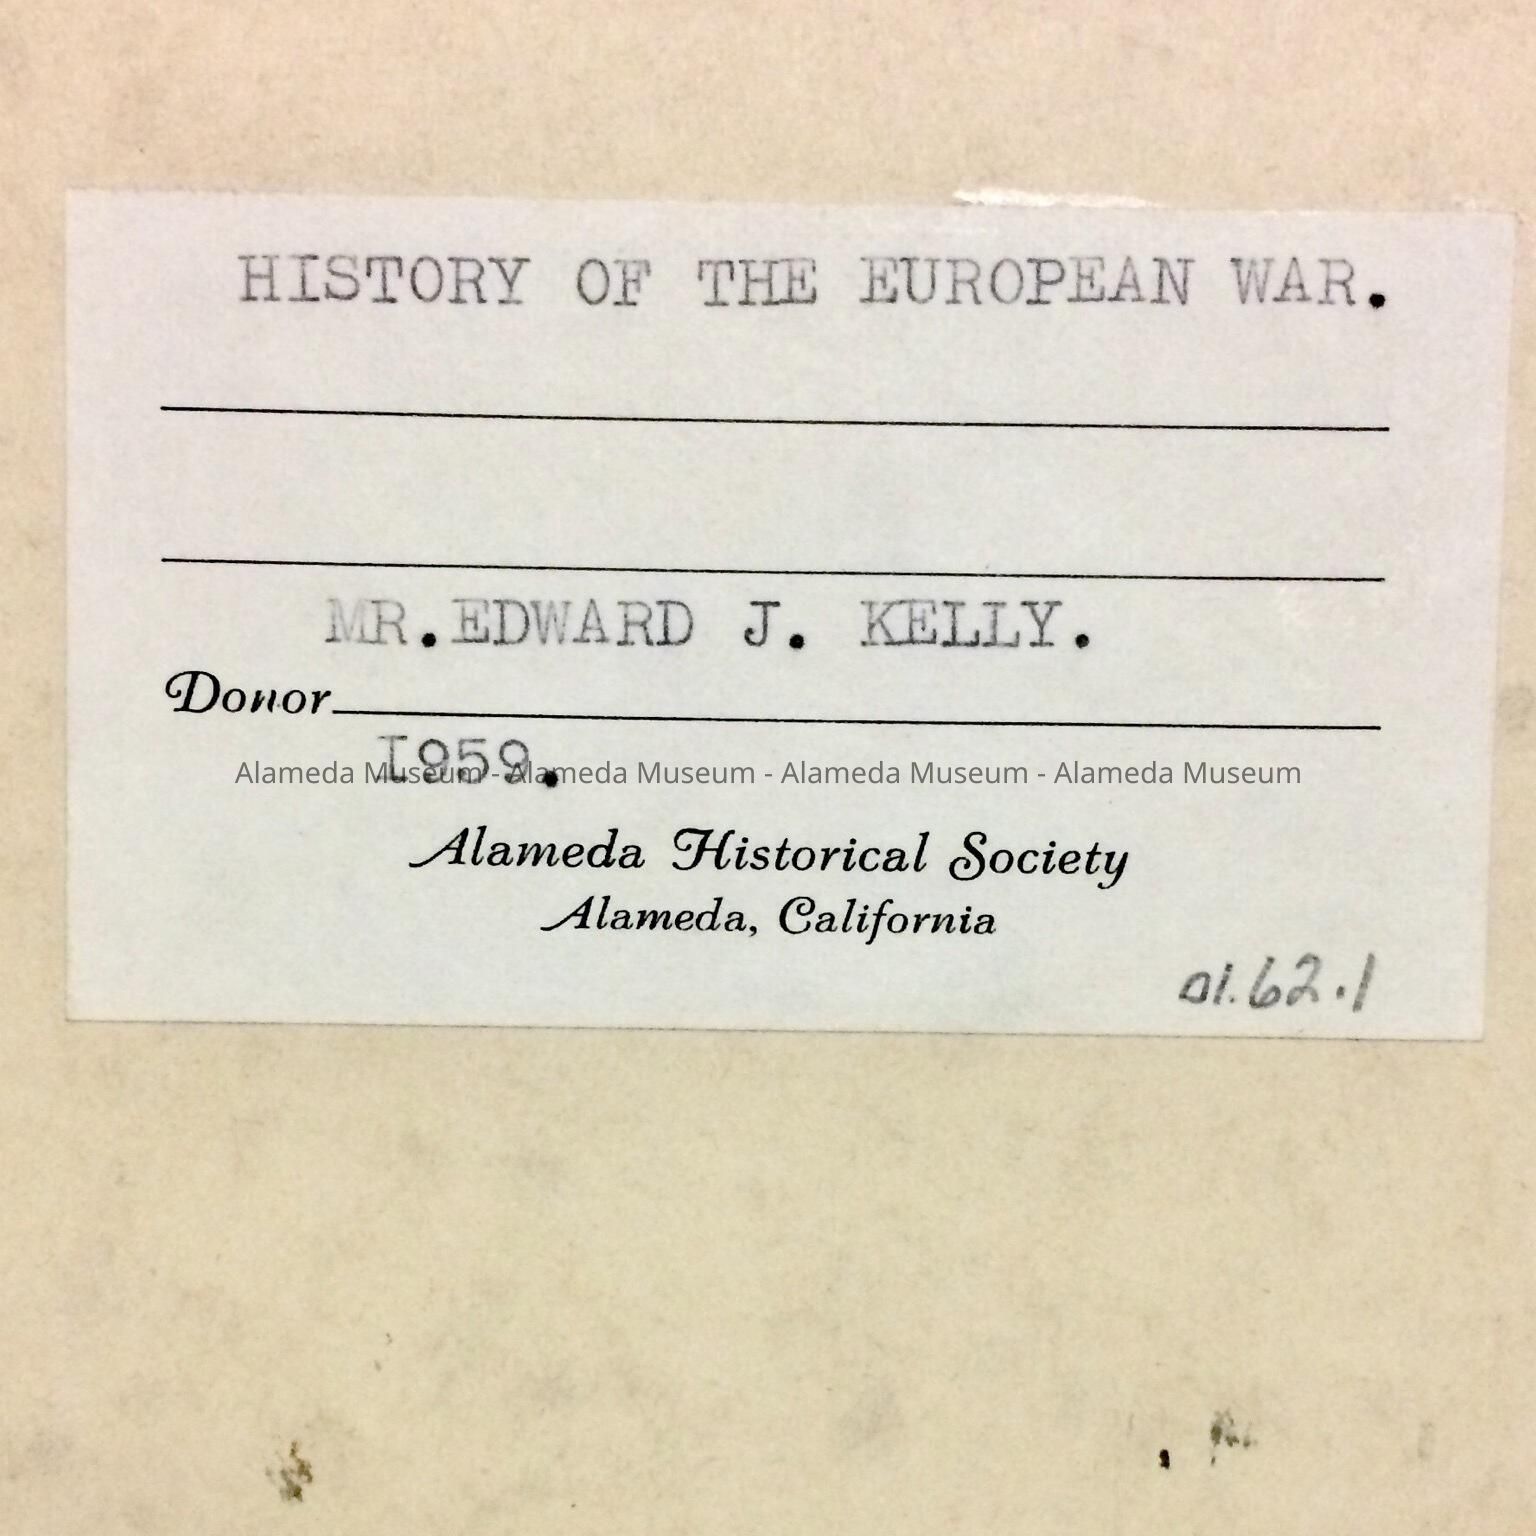 HISTORY OF THE EUROPEAN WAR.
MR.EDWARD J. KELLY.
Donor
I959.
Alameda Museum - Alameda Museum - Alameda Museum - Alameda Museum
Alameda Historical Society
Alameda, California
01.62.1